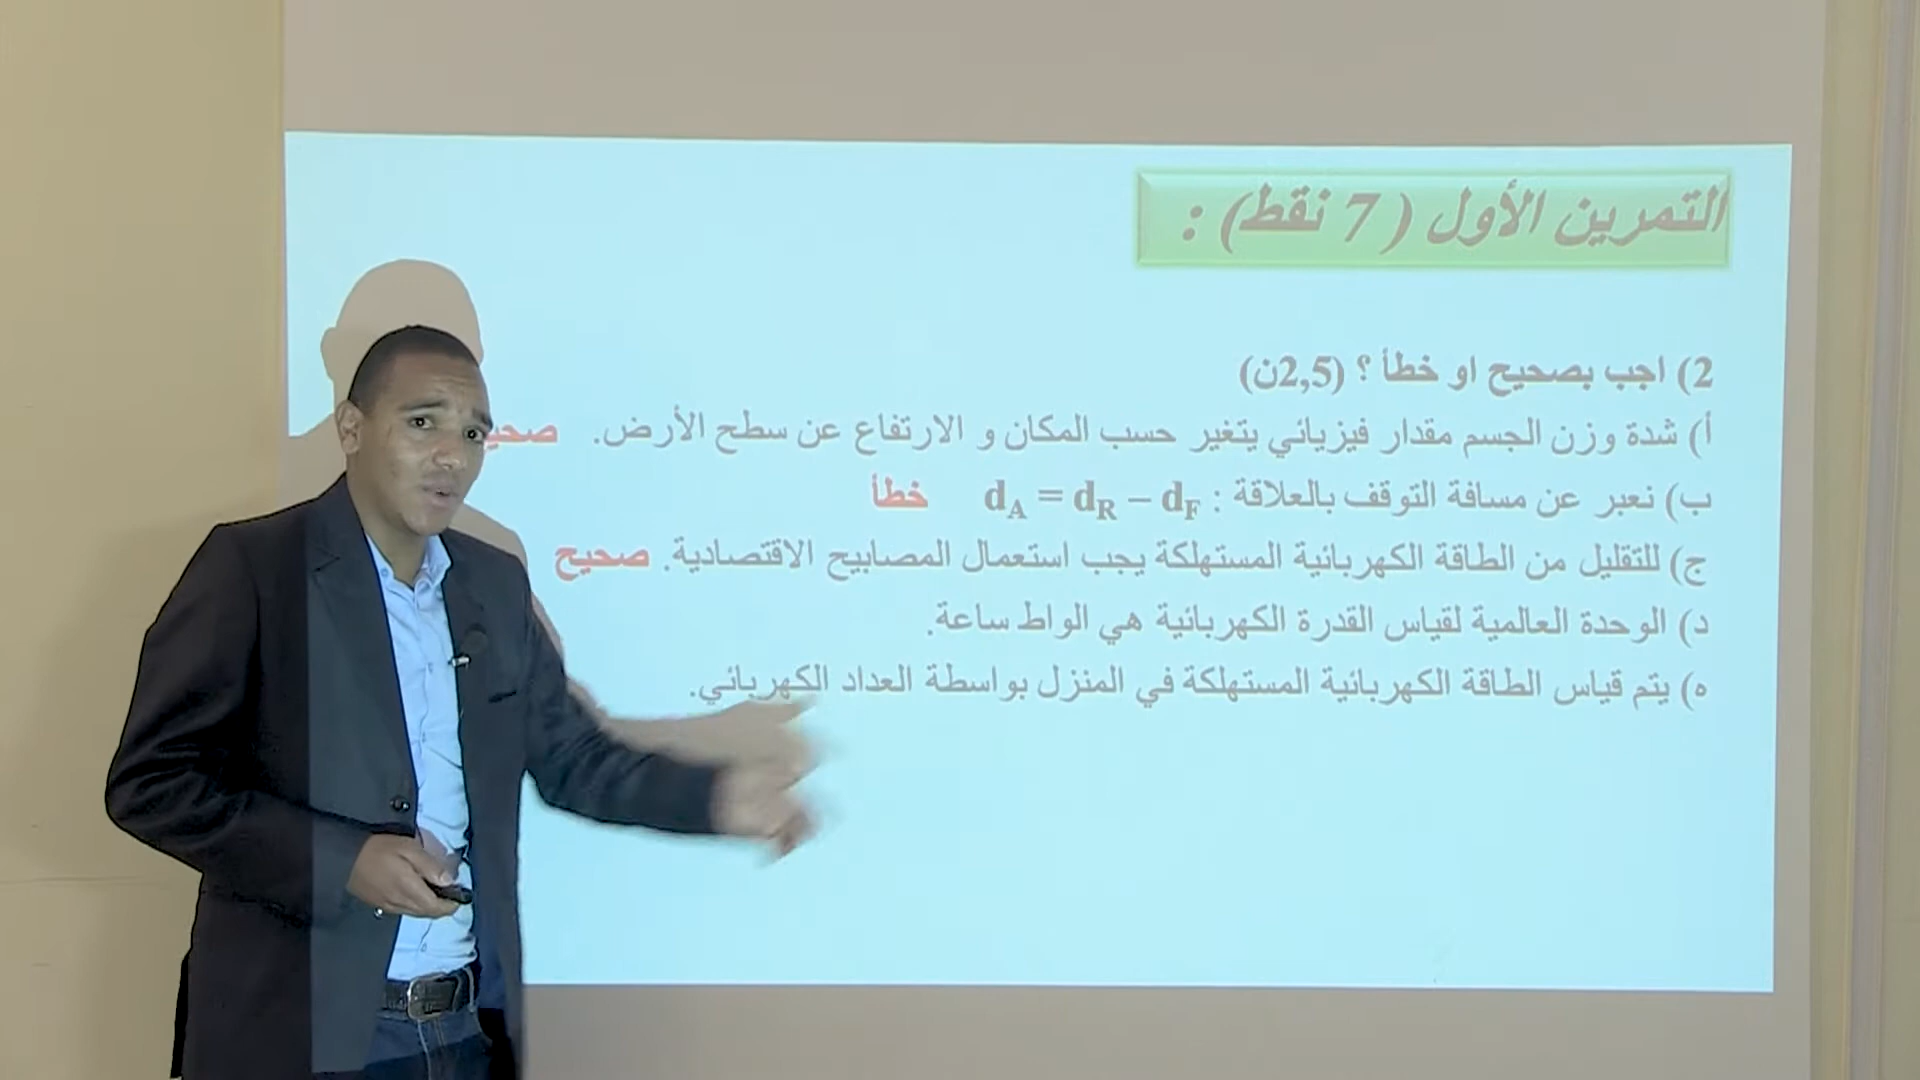 التمرين الأول ( 7 نقط) :
2) اجب بصحيح او خطأ ؟ (2,5ن)
أ) شدة وزن الجسم مقدار فيزيائي يتغير حسب المكان و الارتفاع عن سطح الأرض.
ب) نعبر عن مسافة التوقف بالعلاقة : dA = dR – dF خطأ
ج) للتقليل من الطاقة الكهربائية المستهلكة يجب استعمال المصابيح الاقتصادية. صحيح
د) الوحدة العالمية لقياس القدرة الكهربائية هي الواط ساعة.
ه) يتم قياس الطاقة الكهربائية المستهلكة في المنزل بواسطة العداد الكهربائي.